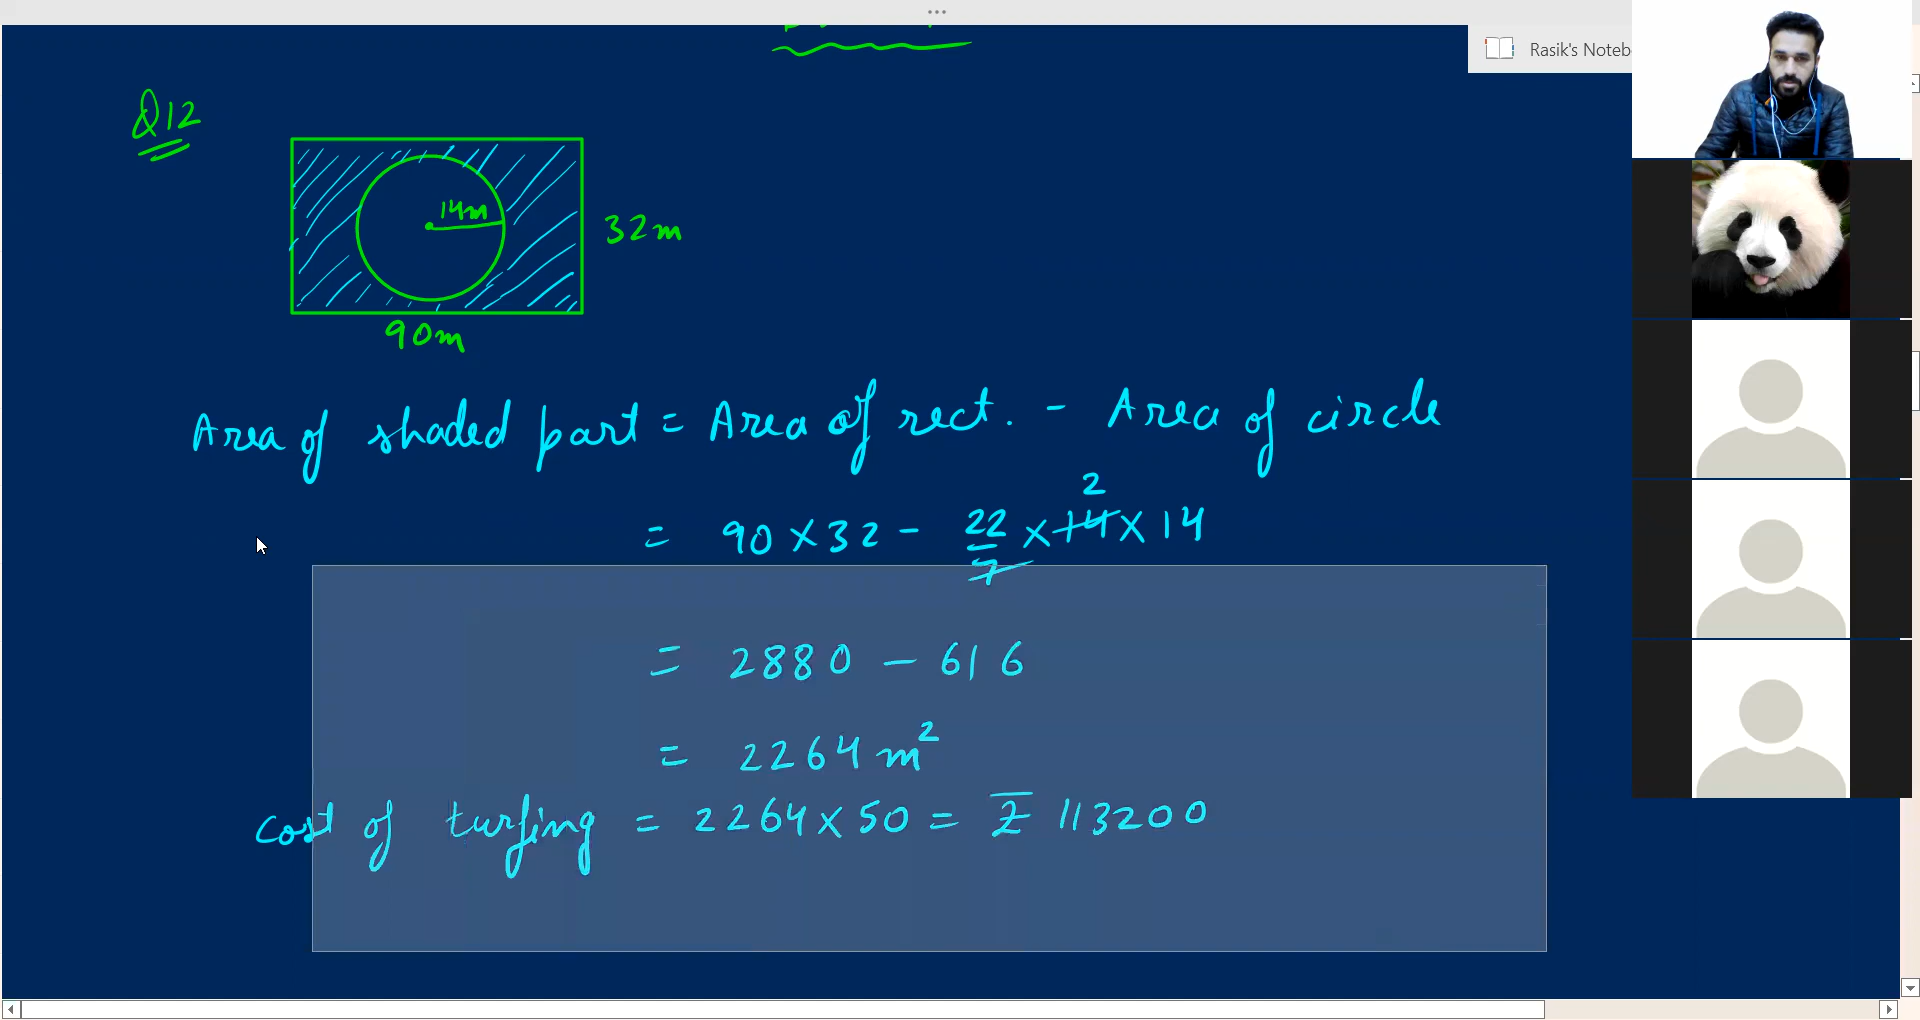 Rasik's Noteb
Q12
14m
32m
90m
Area of shaded part = Area of rect. - Area of circle
= 90 × 32 - 22/7 × 14 × 14
2
= 2880 - 616
= 2264 m²
Cost of turfing = 2264 × 50 = ₹ 113200